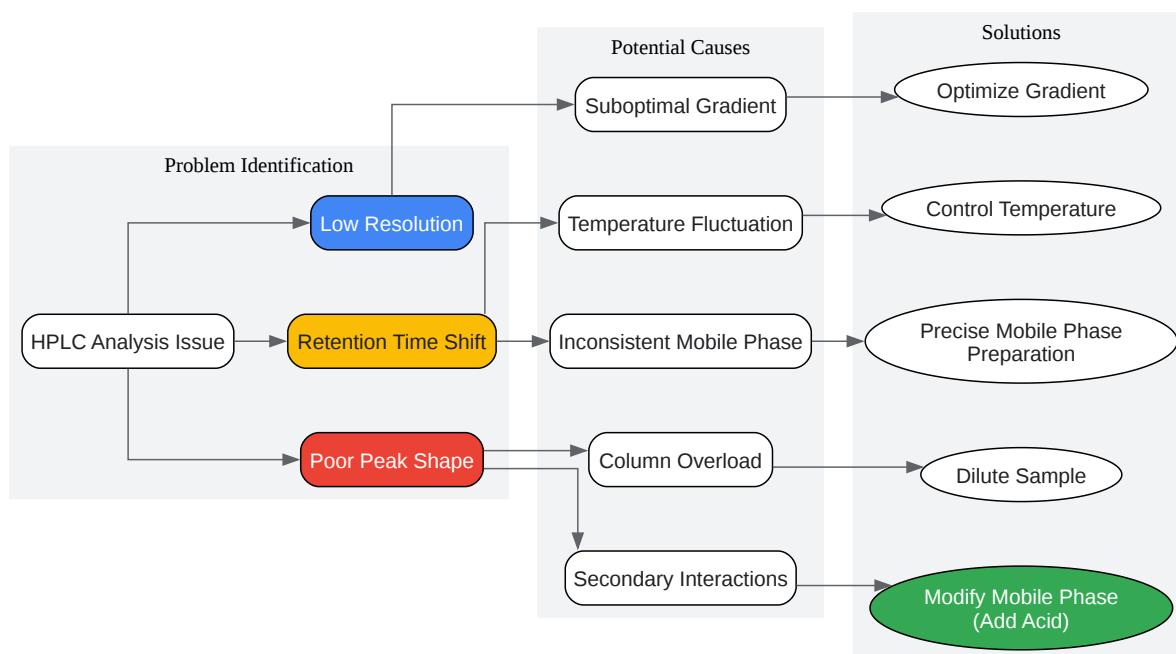 Problem Identification
HPLC Analysis Issue
Low Resolution
Retention Time Shift
Poor Peak Shape
Potential Causes
Suboptimal Gradient
Temperature Fluctuation
Inconsistent Mobile Phase
Column Overload
Secondary Interactions
Solutions
Optimize Gradient
Control Temperature
Precise Mobile Phase
Preparation
Dilute Sample
Modify Mobile Phase
(Add Acid)